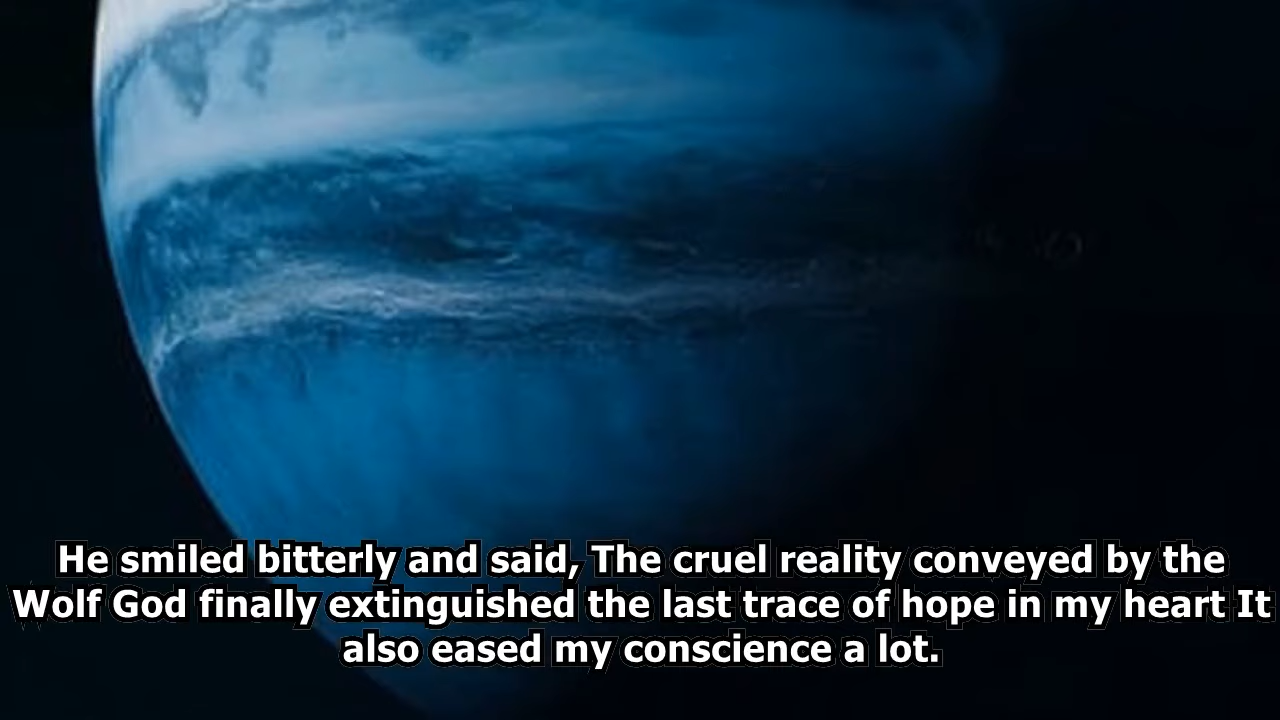 He smiled bitterly and said, The cruel reality conveyed by the
Wolf God finally extinguished the last trace of hope in my heart It
also eased my conscience a lot.